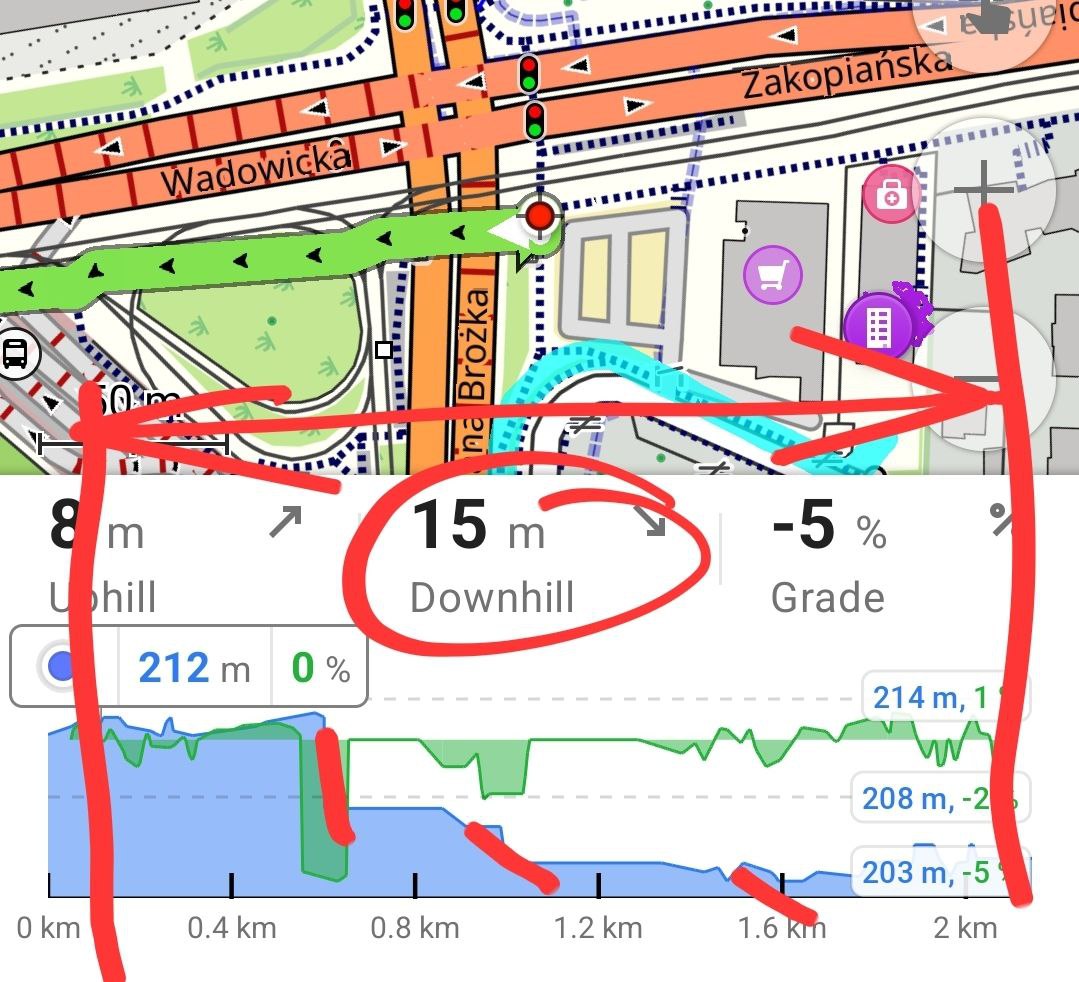 Zakopiańska
Wadowicka
50 m
8 m
15 m
-5 %
%
Uphill
Downhill
Grade
212 m
0 %
214 m, 1 %
208 m, -2 %
203 m, -5 %
0 km
0.4 km
0.8 km
1.2 km
1.6 km
2 km